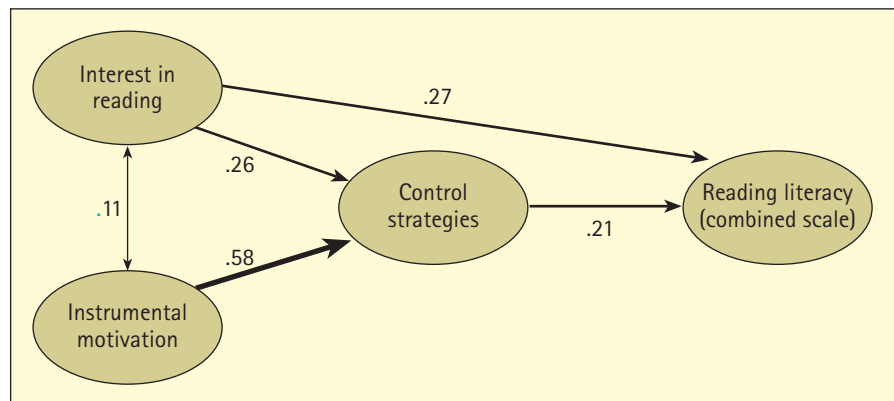 Interest in
reading
.27
.26
Control
strategies
Reading literacy
(combined scale)
.11
.21
.58
Instrumental
motivation